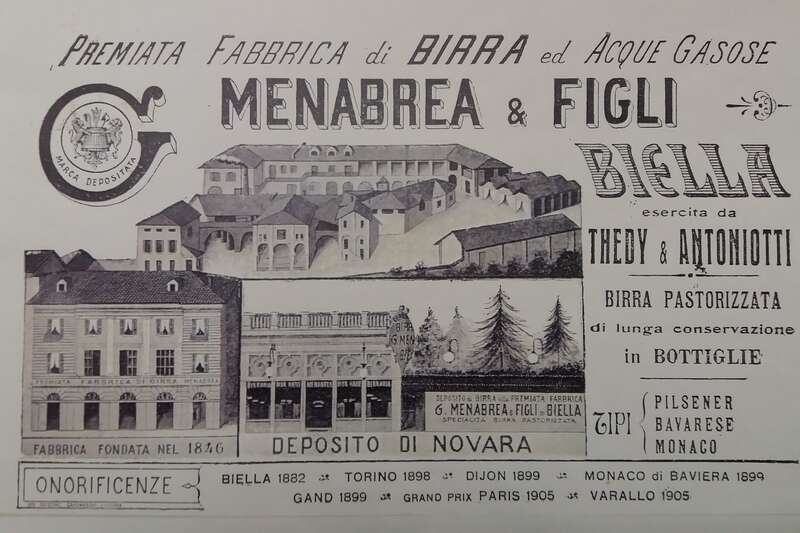 PREMIATA FABBRICA di BIRRA ed ACQUE GASOSE
G. MENABREA & FIGLI
MARCA DEPOSITATA
BIELLA
esercita da
THEDY & ANTONIOTTI
BIRRA PASTORIZZATA
di lunga conservazione
in BOTTIGLIE
TIPI
PILSENER
BAVARESE
MONACO
PREMIATA FABBRICA DI BIRRA MENABREA
FABBRICA FONDATA NEL 1846
BIRRA
G. MENA
DEPOSITO di BIRRA della PREMIATA FABBRICA
G. MENABREA & FIGLI di BIELLA
SPECIALITÀ BIRRA PASTORIZZATA
DEPOSITO DI NOVARA
ONORIFICENZE
BIELLA 1882 TORINO 1898 DIJON 1899 MONACO di BAVIERA 1899
GAND 1899 GRAND PRIX PARIS 1905 VARALLO 1905